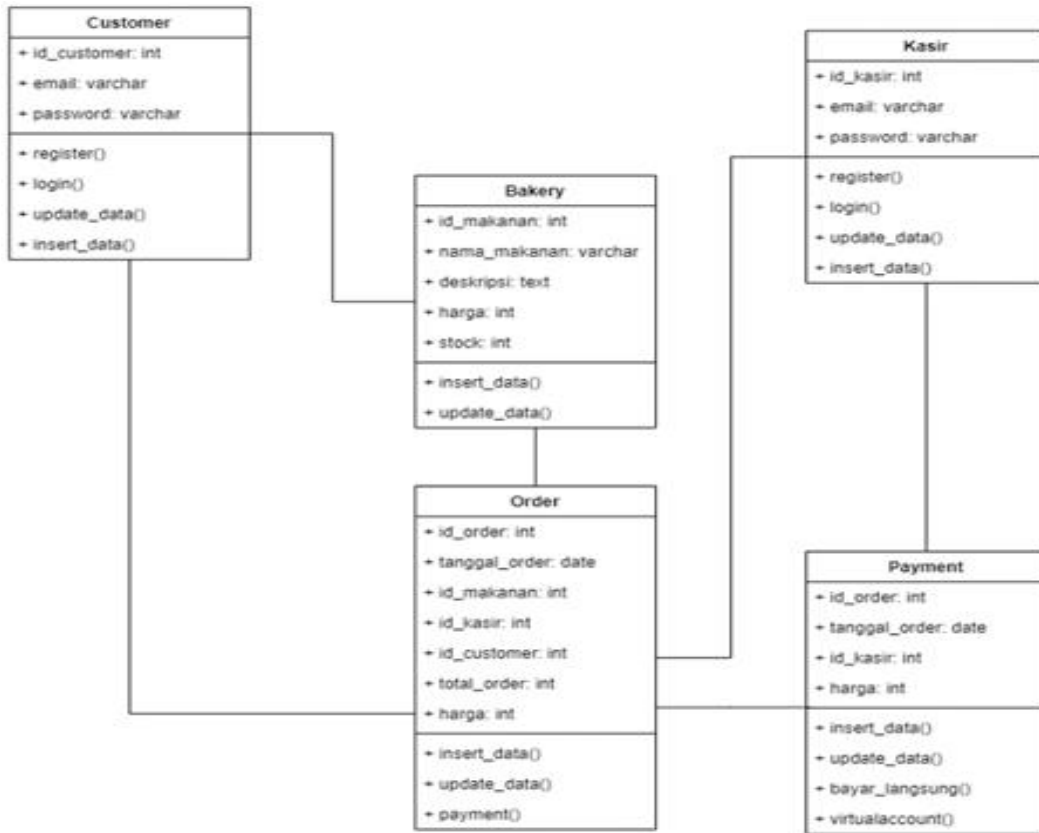 Customer
+ id_customer: int
+ email: varchar
+ password: varchar
+ register()
+ login()
+ update_data()
+ insert_data()
Kasir
+ id_kasir: int
+ email: varchar
+ password: varchar
+ register()
+ login()
+ update_data()
+ insert_data()
Bakery
+ id_makanan: int
+ nama_makanan: varchar
+ deskripsi: text
+ harga: int
+ stock: int
+ insert_data()
+ update_data()
Order
+ id_order: int
+ tanggal_order: date
+ id_makanan: int
+ id_kasir: int
+ id_customer: int
+ total_order: int
+ harga: int
+ insert_data()
+ update_data()
+ payment()
Payment
+ id_order: int
+ tanggal_order: date
+ id_kasir: int
+ harga: int
+ insert_data()
+ update_data()
+ bayar_langsung()
+ virtualaccount()